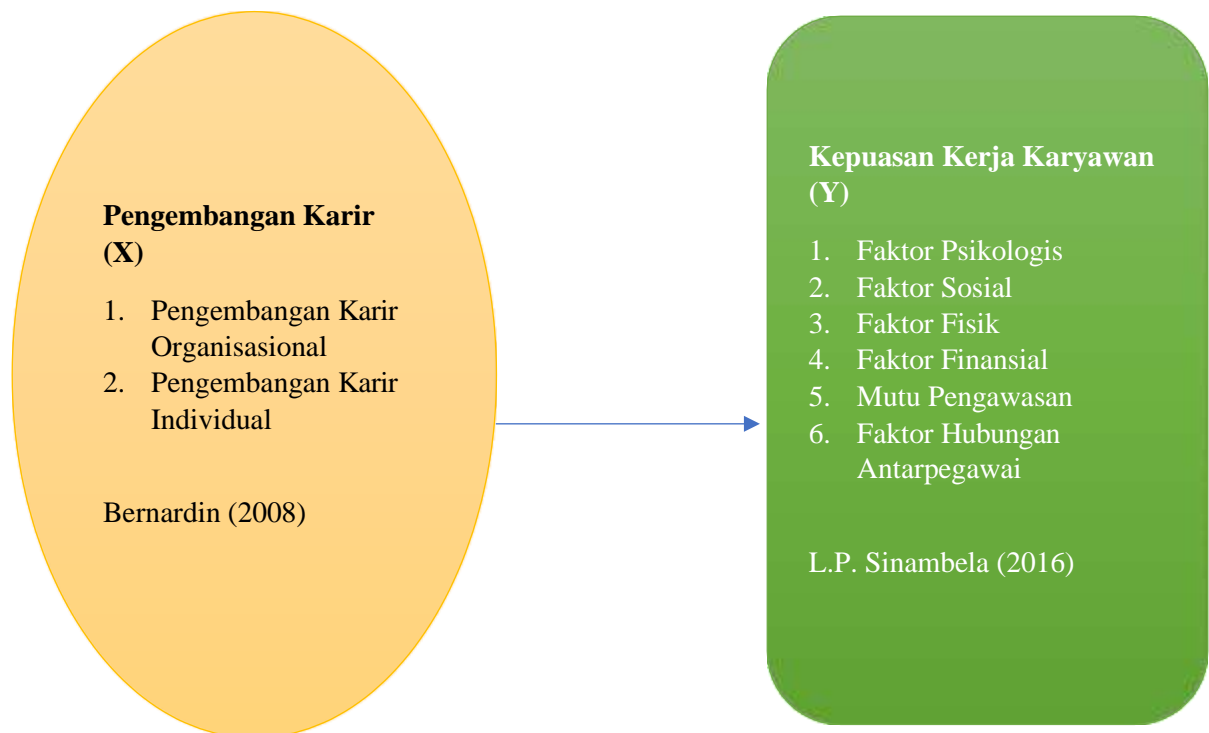 Pengembangan Karir
(X)
1. Pengembangan Karir
Organisasional
2. Pengembangan Karir
Individual
Bernardin (2008)
Kepuasan Kerja Karyawan
(Y)
1. Faktor Psikologis
2. Faktor Sosial
3. Faktor Fisik
4. Faktor Finansial
5. Mutu Pengawasan
6. Faktor Hubungan
Antarpegawai
L.P. Sinambela (2016)